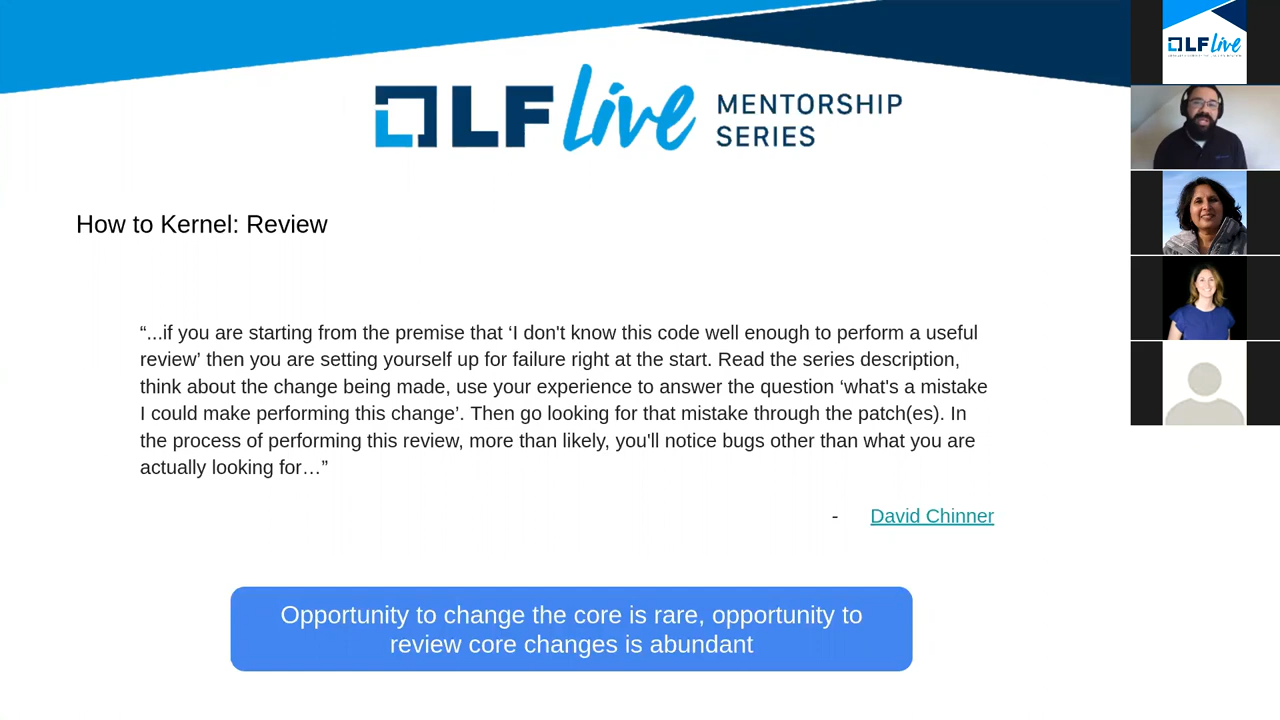 LF Live MENTORSHIP
SERIES
How to Kernel: Review
“...if you are starting from the premise that ‘I don't know this code well enough to perform a useful
review’ then you are setting yourself up for failure right at the start. Read the series description,
think about the change being made, use your experience to answer the question ‘what's a mistake
I could make performing this change’. Then go looking for that mistake through the patch(es). In
the process of performing this review, more than likely, you'll notice bugs other than what you are
actually looking for…”
- David Chinner
Opportunity to change the core is rare, opportunity to
review core changes is abundant
LF Live